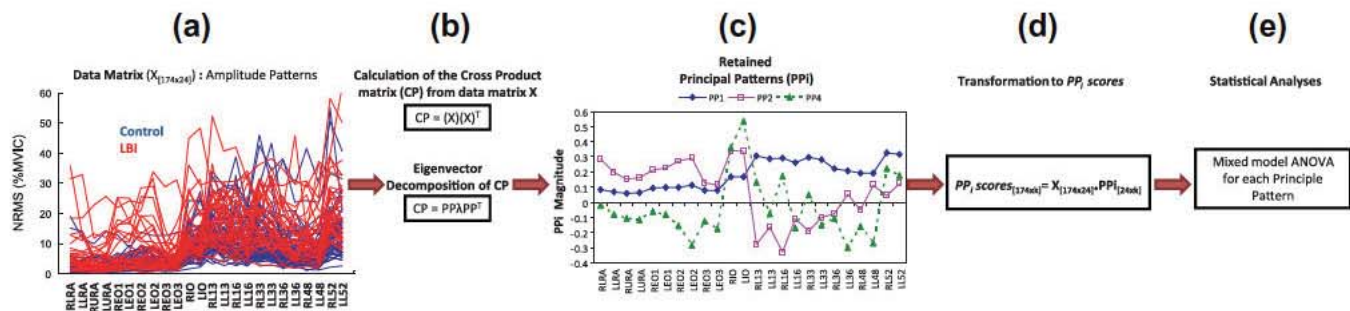 (a)
Data Matrix (X[174x24]) : Amplitude Patterns
NRMS (%MVIC)
60
50
40
30
20
10
0
Control
LBI
RLRA
LLRA
RURA
LURA
REO1
LEO1
REO2
LEO2
REO3
LEO3
RIO
LIO
RL13
LL13
RL16
LL16
RL33
LL33
RL36
LL36
RL48
LL48
RL52
LL52
(b)
Calculation of the Cross Product
matrix (CP) from data matrix X
CP = (X)(X)ᵀ
Eigenvector
Decomposition of CP
CP = PPλPPᵀ
(c)
Retained
Principal Patterns (PPi)
PP1
PP2
PP4
PPi Magnitude
0.6
0.5
0.4
0.3
0.2
0.1
0
-0.1
-0.2
-0.3
-0.4
RLRA
LLRA
RURA
LURA
REO1
LEO1
REO2
LEO2
REO3
LEO3
RIO
LIO
RL13
LL13
RL16
LL16
RL33
LL33
RL36
LL36
RL48
LL48
RL52
LL52
(d)
Transformation to PPi scores
PPi scores[174xk]= X[174x24]*PPi[24xk]
(e)
Statistical Analyses
Mixed model ANOVA
for each Principle
Pattern